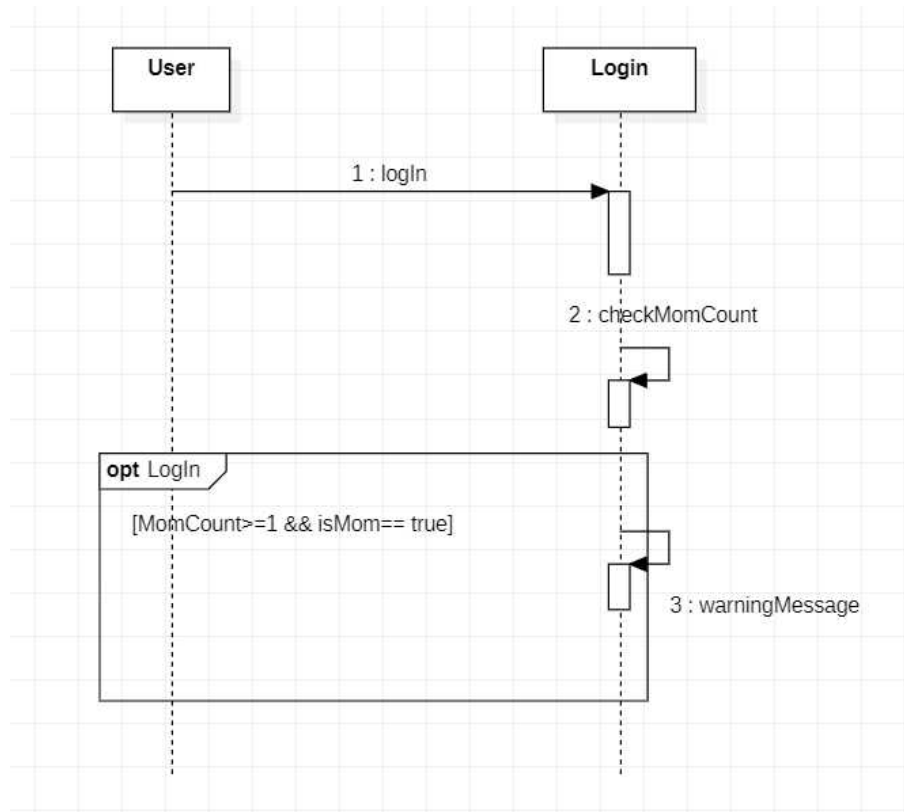 User
Login
1 : logIn
2 : checkMomCount
opt LogIn
[MomCount>=1 && isMom== true]
3 : warningMessage